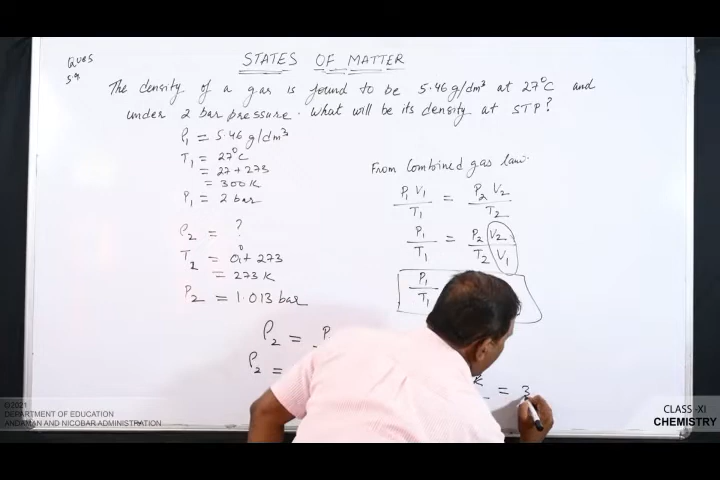 Ques
STATES OF MATTER
The density of a gas is found to be 5.46 g/dm³ at 27°C and
under 2 bar pressure. What will be its density at STP?
ρ₁ = 5.46 g/dm³
T₁ = 27°C
= 27 + 273
= 300 K
P₁ = 2 bar
ρ₂ = ?
T₂ = 0° + 273
= 273 K
P₂ = 1.013 bar
From combined gas law.
P₁ V₁ / T₁ = P₂ V₂ / T₂
P₁ / T₁ = P₂ V₂ / T₂ V₁
P₁ / T₁
ρ₂ =
ρ₂ =
K
= 3
©2021
DEPARTMENT OF EDUCATION
ANDAMAN AND NICOBAR ADMINISTRATION
CLASS -XI
CHEMISTRY